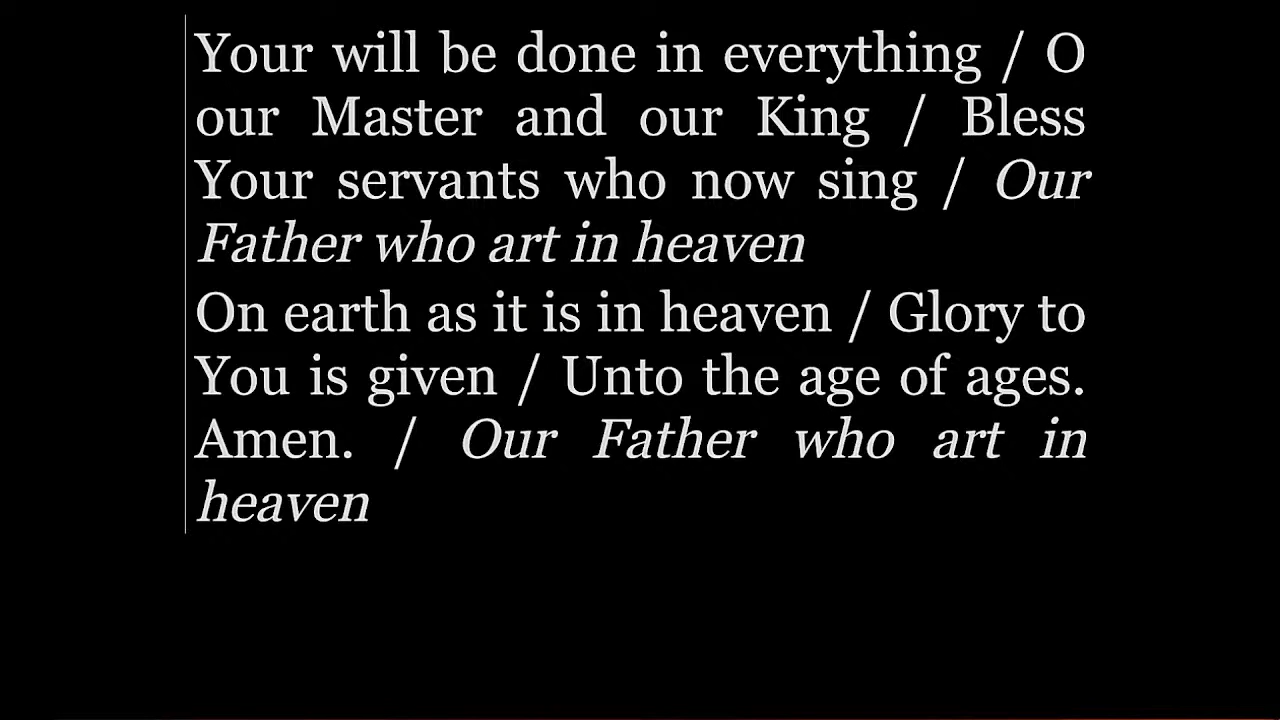 Your will be done in everything / O
our Master and our King / Bless
Your servants who now sing / Our
Father who art in heaven
On earth as it is in heaven / Glory to
You is given / Unto the age of ages.
Amen. / Our Father who art in
heaven